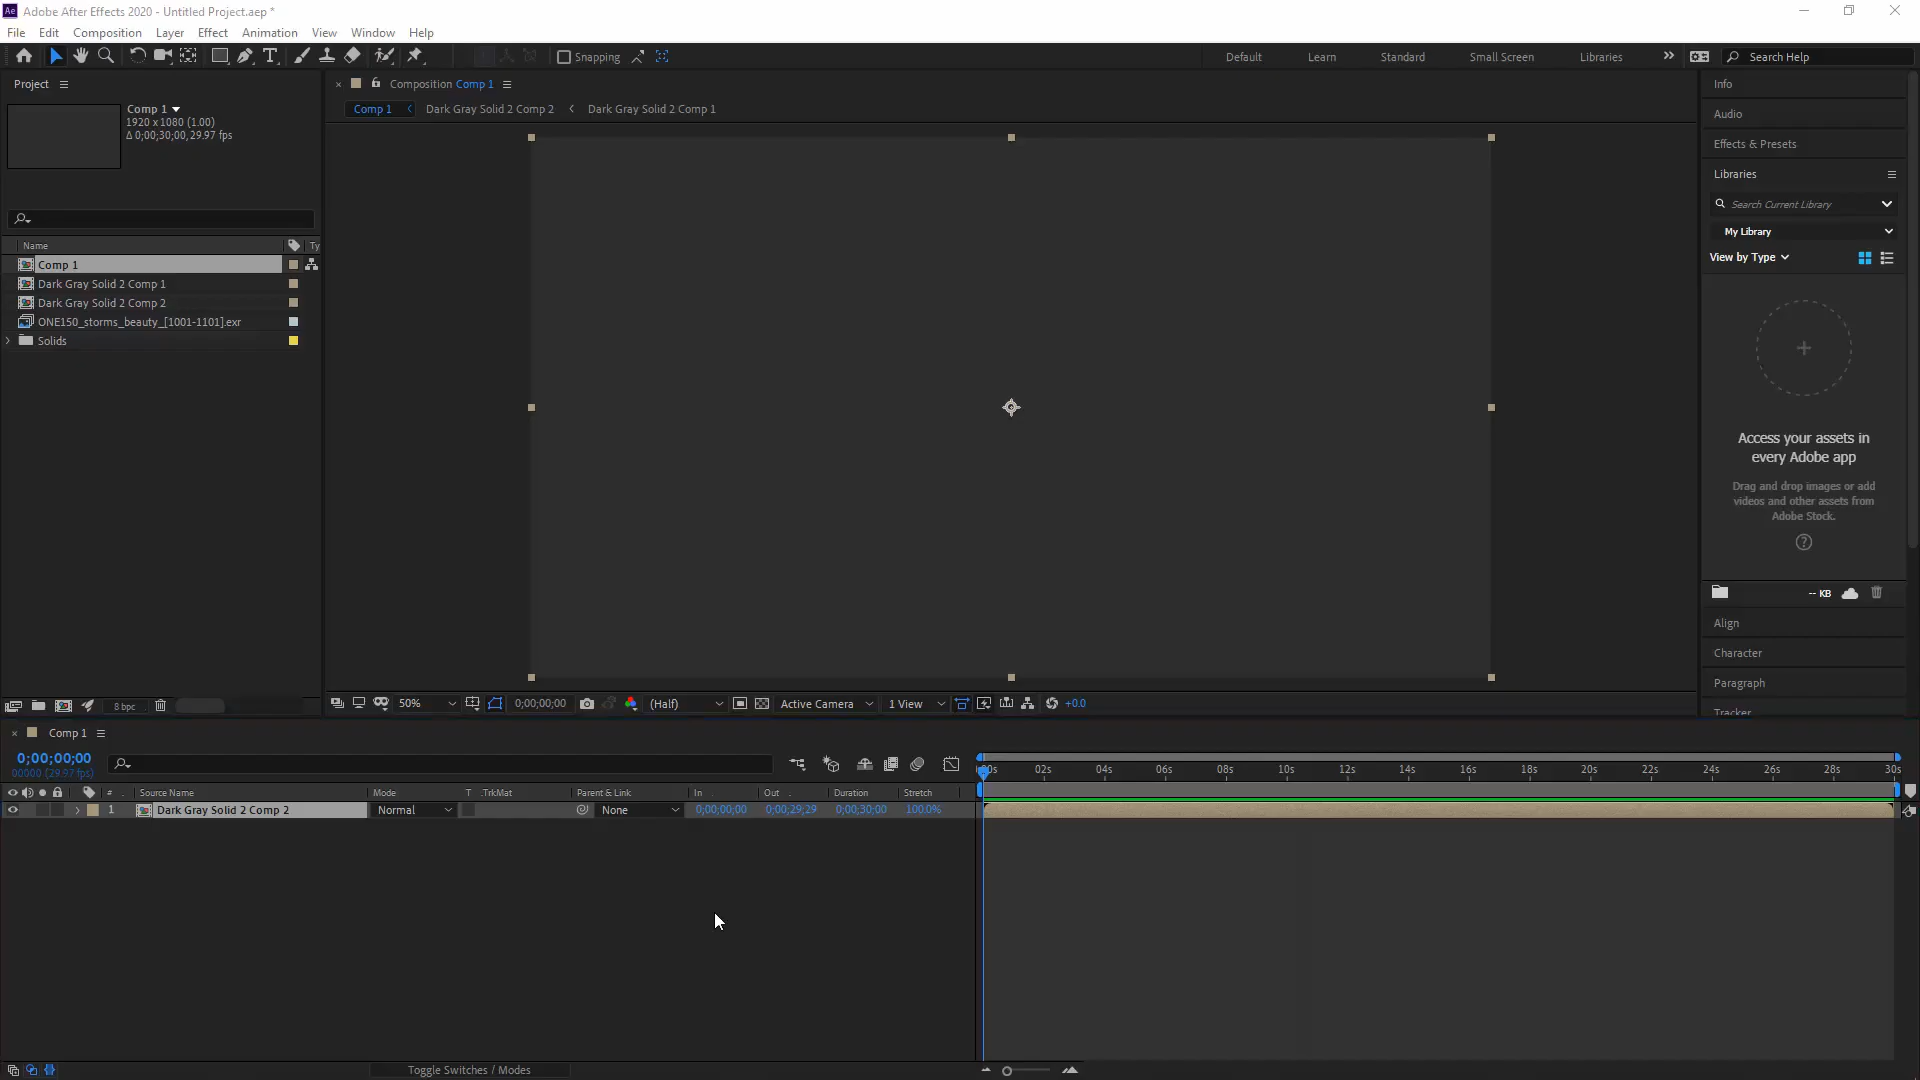 Ae Adobe After Effects 2020 - Untitled Project.aep *
File Edit Composition Layer Effect Animation View Window Help
Snapping Default Learn Standard Small Screen Libraries Search Help
Project
Comp 1
1920 x 1080 (1.00)
Δ 0;00;30;00, 29.97 fps
Name Ty
Comp 1
Dark Gray Solid 2 Comp 1
Dark Gray Solid 2 Comp 2
ONE150_storms_beauty_[1001-1101].exr
Solids
8 bpc
Composition Comp 1
Comp 1 Dark Gray Solid 2 Comp 2 Dark Gray Solid 2 Comp 1
50% 0;00;00;00 (Half) Active Camera 1 View +0.0
Info
Audio
Effects & Presets
Libraries
Search Current Library
My Library
View by Type
Access your assets in
every Adobe app
Drag and drop images or add
videos and other assets from
Adobe Stock.
-- KB
Align
Character
Paragraph
Tracker
Comp 1
0;00;00;00
00000 (29.97 fps)
# Source Name Mode T .TrkMat Parent & Link In Out Duration Stretch
1 Dark Gray Solid 2 Comp 2 Normal None 0;00;00;00 0;00;29;29 0;00;30;00 100.0%
00s 02s 04s 06s 08s 10s 12s 14s 16s 18s 20s 22s 24s 26s 28s 30s
Toggle Switches / Modes